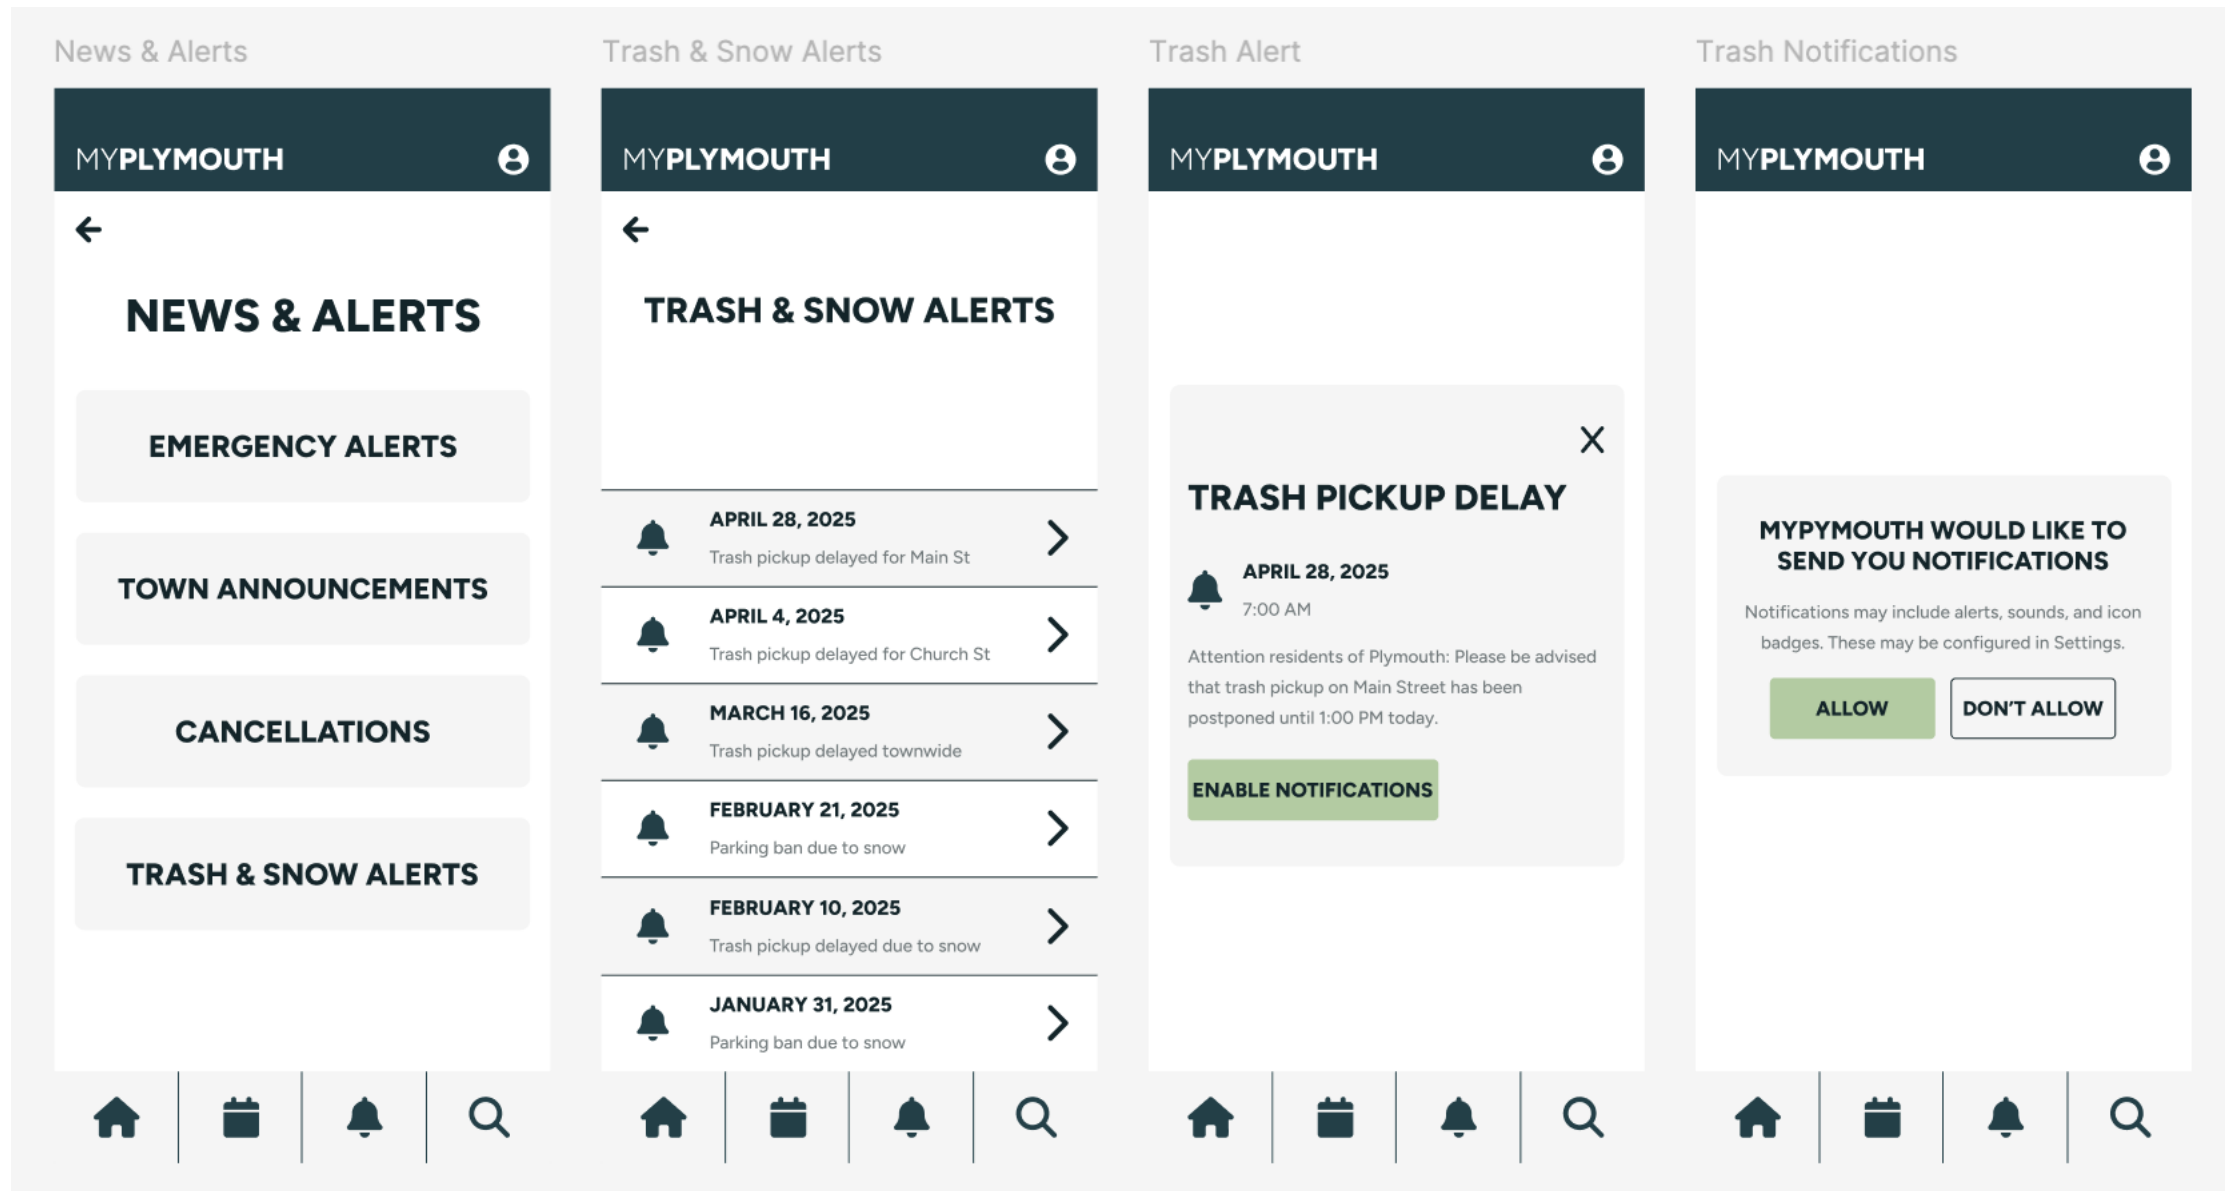 News & Alerts
MYPLYMOUTH
NEWS & ALERTS
EMERGENCY ALERTS
TOWN ANNOUNCEMENTS
CANCELLATIONS
TRASH & SNOW ALERTS
Trash & Snow Alerts
MYPLYMOUTH
TRASH & SNOW ALERTS
APRIL 28, 2025
Trash pickup delayed for Main St
APRIL 4, 2025
Trash pickup delayed for Church St
MARCH 16, 2025
Trash pickup delayed townwide
FEBRUARY 21, 2025
Parking ban due to snow
FEBRUARY 10, 2025
Trash pickup delayed due to snow
JANUARY 31, 2025
Parking ban due to snow
Trash Alert
MYPLYMOUTH
X
TRASH PICKUP DELAY
APRIL 28, 2025
7:00 AM
Attention residents of Plymouth: Please be advised
that trash pickup on Main Street has been
postponed until 1:00 PM today.
ENABLE NOTIFICATIONS
Trash Notifications
MYPLYMOUTH
MYPYMOUTH WOULD LIKE TO
SEND YOU NOTIFICATIONS
Notifications may include alerts, sounds, and icon
badges. These may be configured in Settings.
ALLOW
DON'T ALLOW